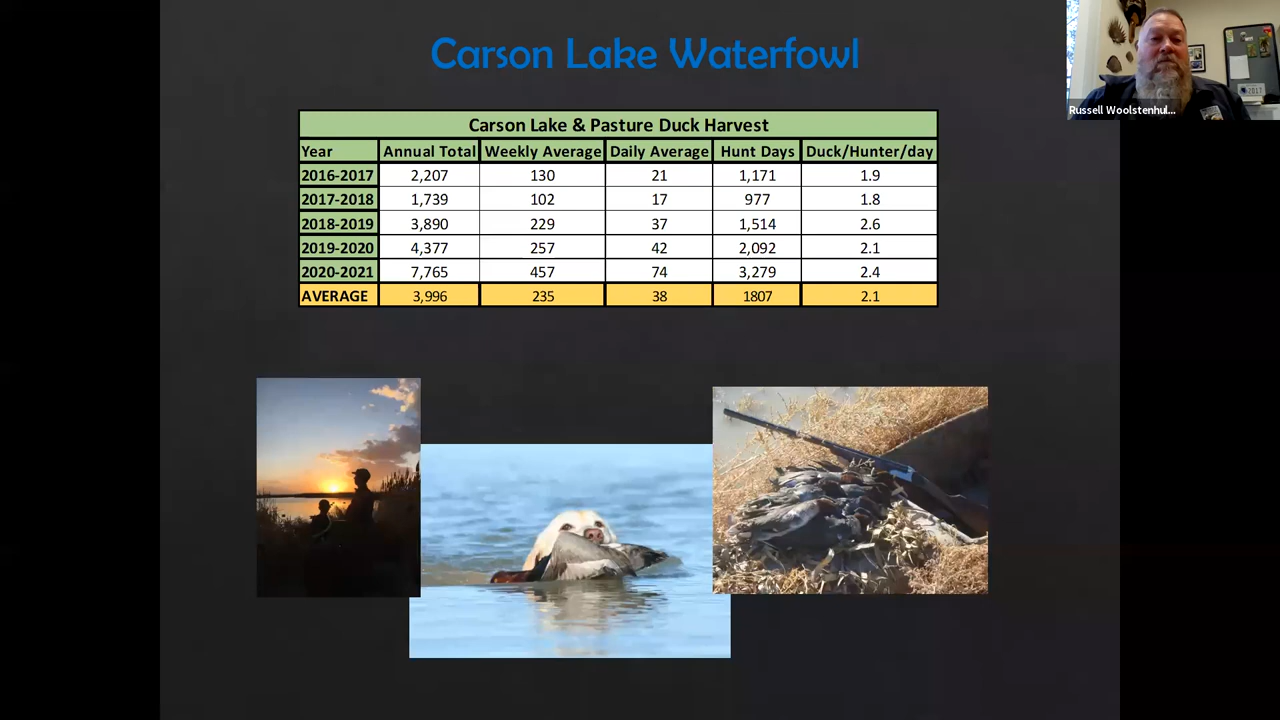 Carson Lake Waterfowl
Carson Lake & Pasture Duck Harvest
Year Annual Total Weekly Average Daily Average Hunt Days Duck/Hunter/day
2016-2017 2,207 130 21 1,171 1.9
2017-2018 1,739 102 17 977 1.8
2018-2019 3,890 229 37 1,514 2.6
2019-2020 4,377 257 42 2,092 2.1
2020-2021 7,765 457 74 3,279 2.4
AVERAGE 3,996 235 38 1807 2.1
Russell Woolstenhul...
2017